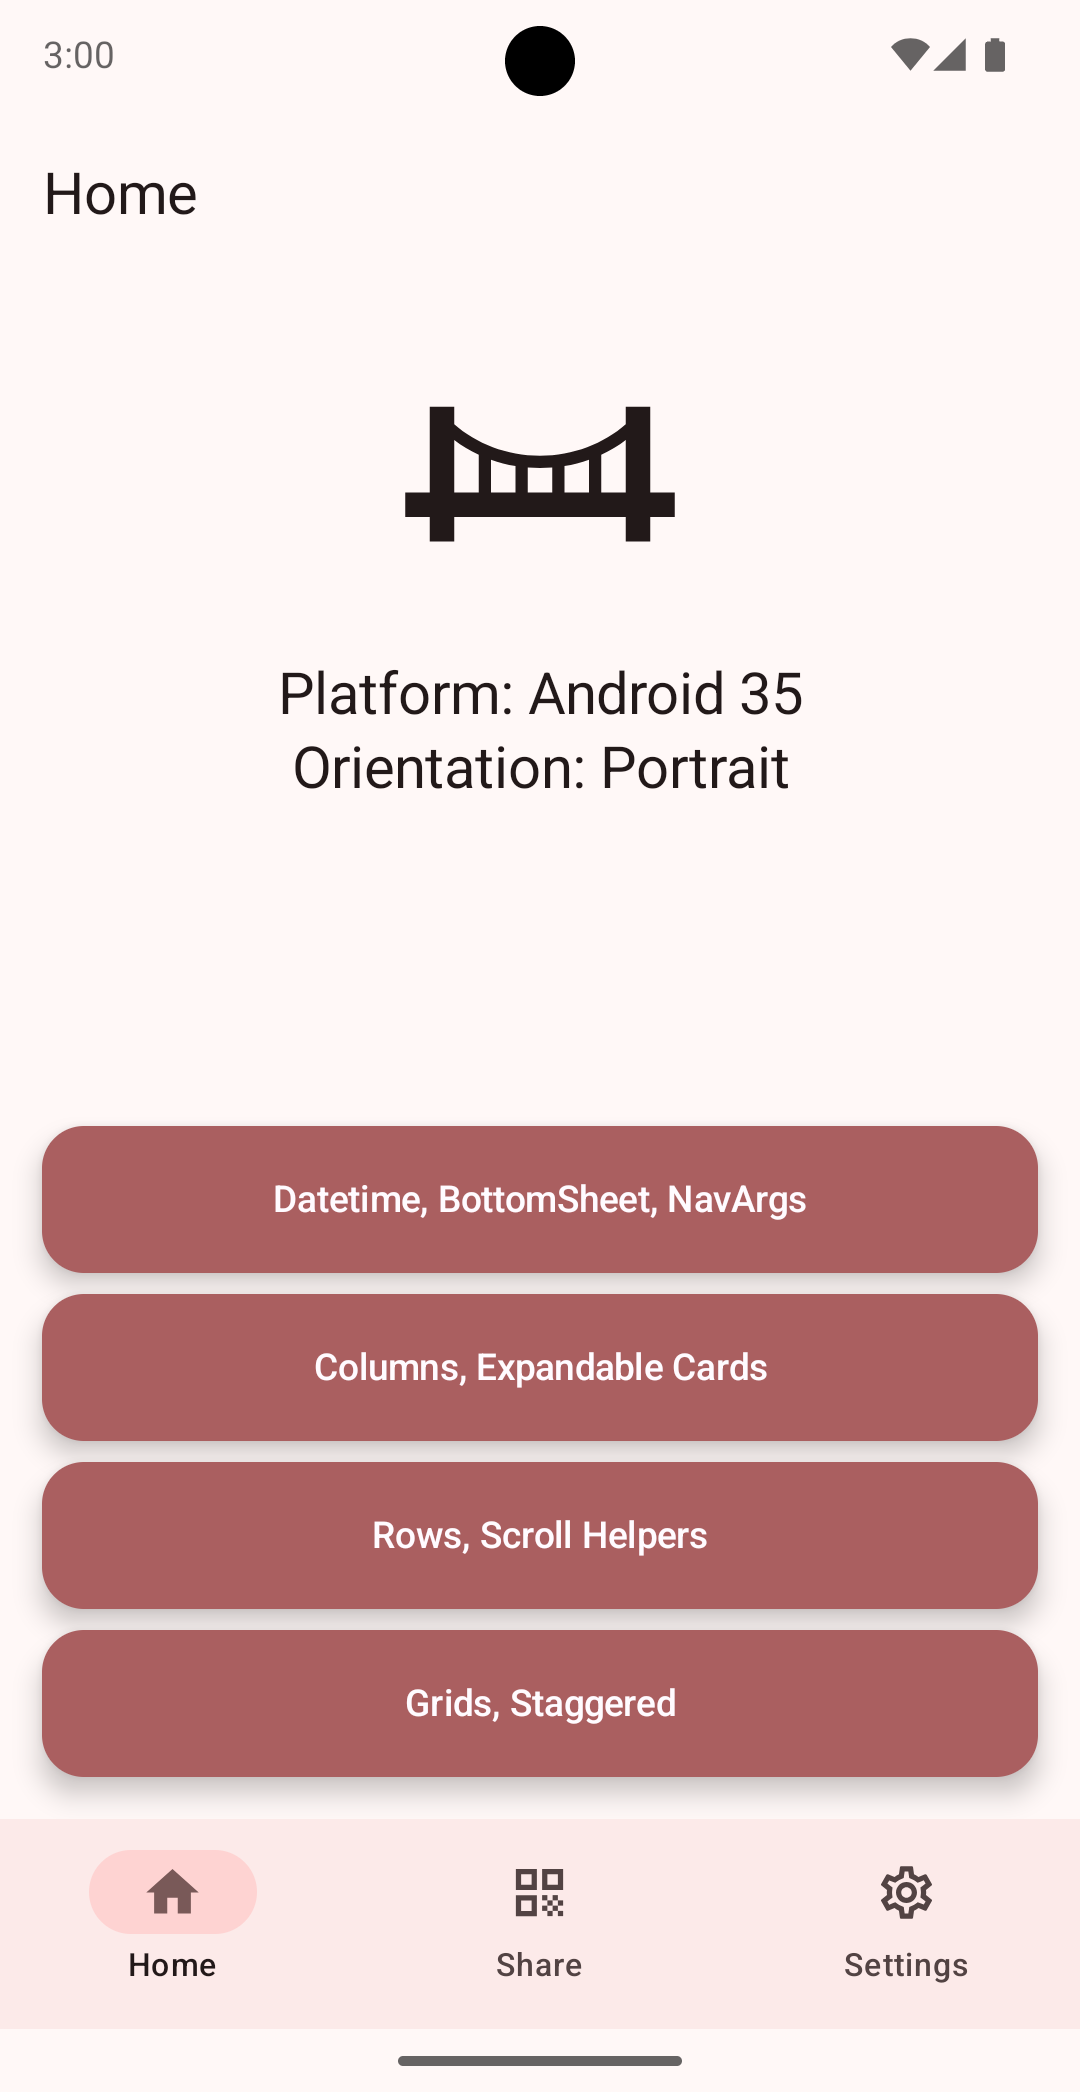 3:00
Home
Platform: Android 35
Orientation: Portrait
Datetime, BottomSheet, NavArgs
Columns, Expandable Cards
Rows, Scroll Helpers
Grids, Staggered
Home
Share
Settings